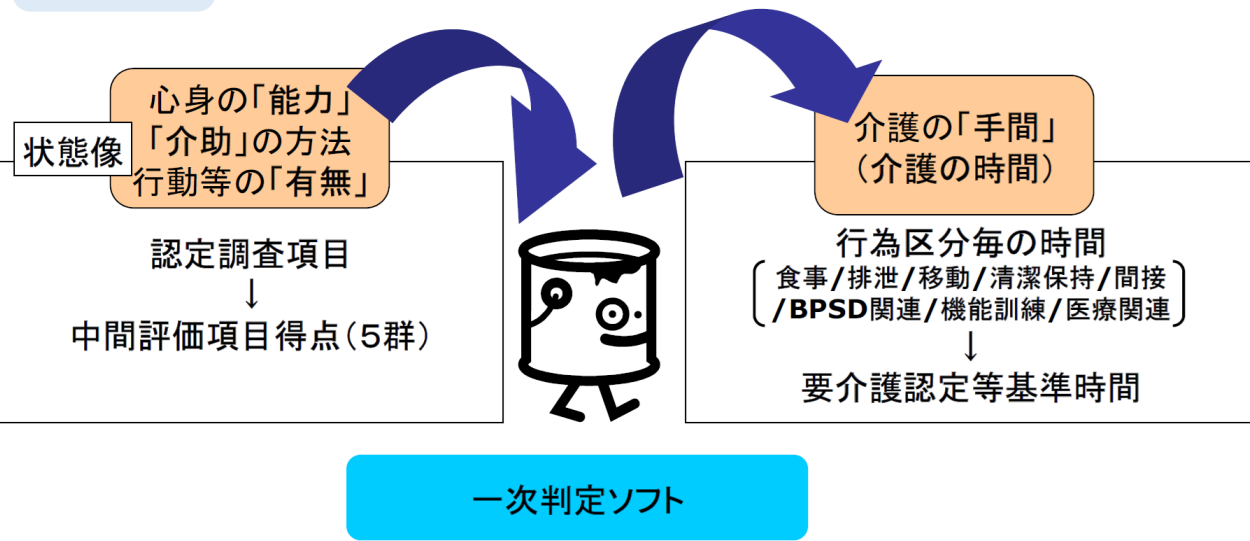 状態像
心身の「能力」
「介助」の方法
行動等の「有無」
認定調査項目
↓
中間評価項目得点（５群）
介護の「手間」
（介護の時間）
行為区分毎の時間
食事/排泄/移動/清潔保持/間接
/BPSD関連/機能訓練/医療関連
↓
要介護認定等基準時間
一次判定ソフト